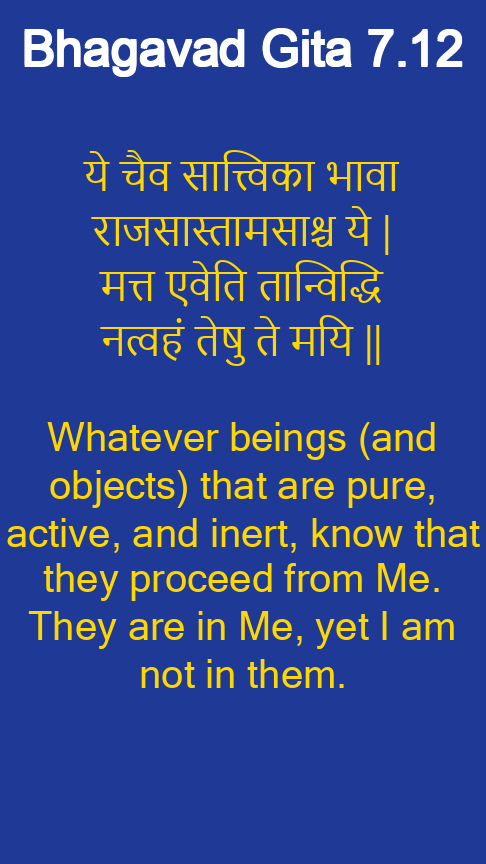 Bhagavad Gita 7.12
ये चैव सात्त्विका भावा
राजसास्तामसाश्च ये |
मत्त एवेति तान्विद्धि
नत्वहं तेषु ते मयि ||
Whatever beings (and
objects) that are pure,
active, and inert, know that
they proceed from Me.
They are in Me, yet I am
not in them.